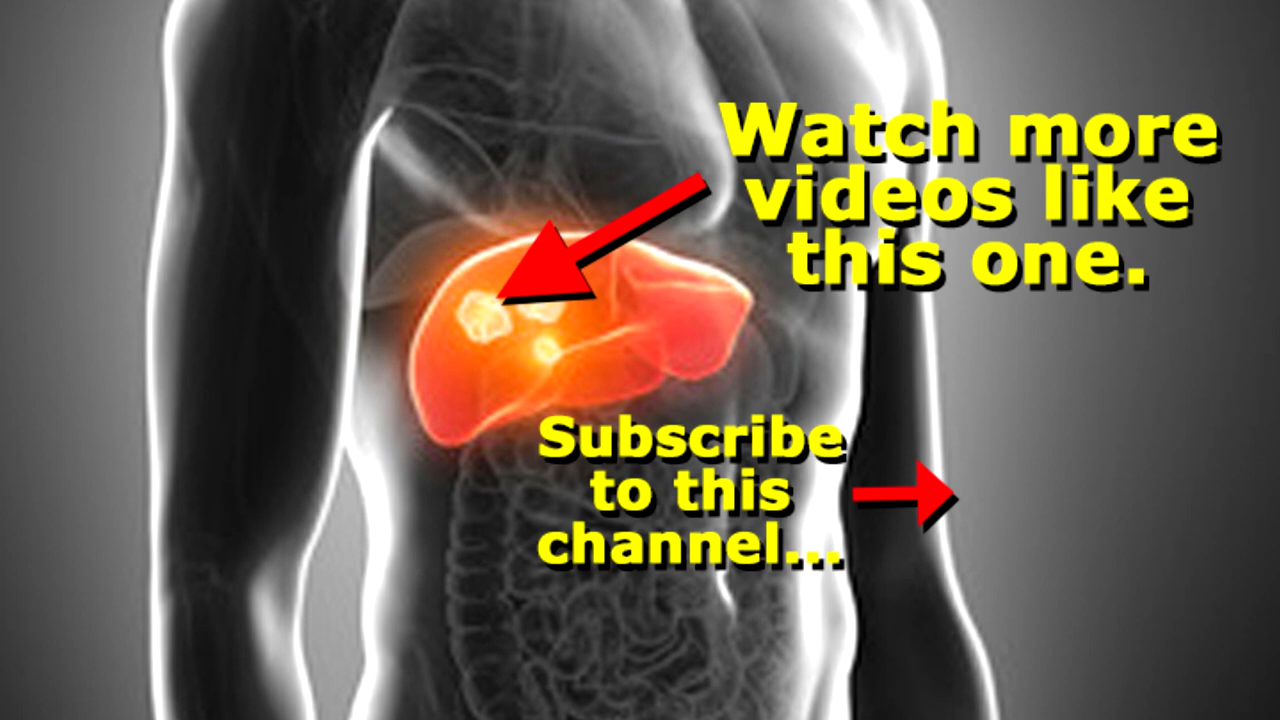 Watch more
videos like
this one.
Subscribe
to this
channel...